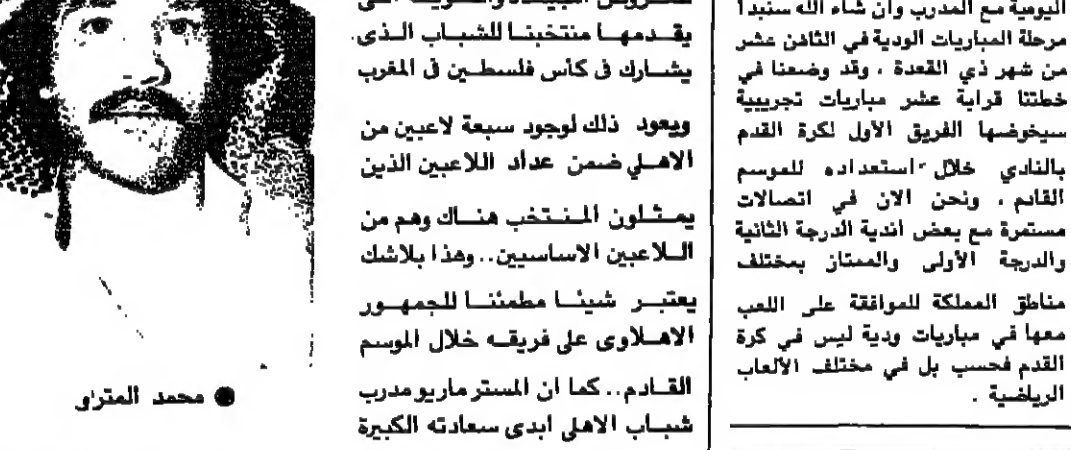 اليومية مع المدرب وان شاء الله سنبدأ
مرحلة المباريات الودية في الثامن عشر
من شهر ذي القعدة . وقد وضعنا في
خطتنا قرابة عشر مباريات تجريبية
سيخوضها الفريق الأول لكرة القدم
بالنادي خلال استعداده للموسم
القادم . ونحن الان في اتصالات
مستمرة مع بعض أندية الدرجة الثانية
والدرجة الأولى والممتاز بمختلف
مناطق المملكة للموافقة على اللعب
معها في مباريات ودية ليس في كرة
القدم فحسب بل في مختلف الألعاب
الرياضية .
يقدمها منتخبنا للشباب الذى
يشارك فى كأس فلسطين فى المغرب
ويعود ذلك لوجود سبعة لاعبين من
الاهلى ضمن عداد اللاعبين الذين
يمثلون المنتخب هناك وهم من
اللاعبين الاساسيين .. وهذا بلاشك
يعتبر شيئا مطمئنا للجمهور
الاهلاوى على فريقه خلال الموسم
القادم .. كما ان المستر ماريو مدرب
شباب الاهلى ابدى سعادته الكبيرة
● محمد المترو